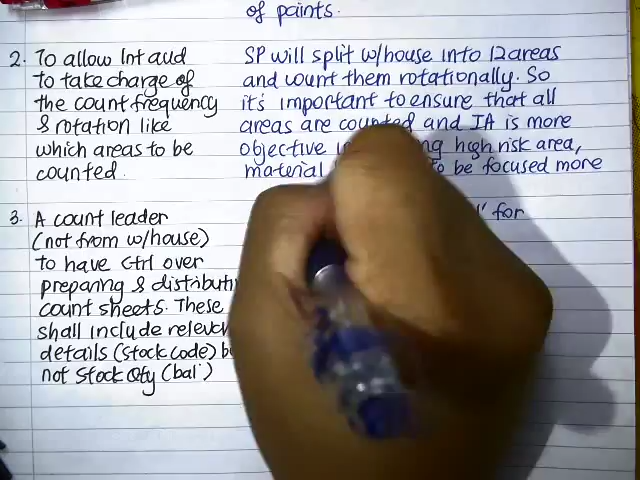 of paints.
2. To allow Int aud
to take charge of
the count frequency
& rotation like
which areas to be
counted.
SP will split w/house into 12 areas
and count them rotationally. So
it's important to ensure that all
areas are counted and IA is more
objective high risk area,
material to be focused more
3. A count leader
(not from w/house)
to have ctrl over
preparing &
count sheets. These
shall include
details (stock code)
not stock qty (bal)
for